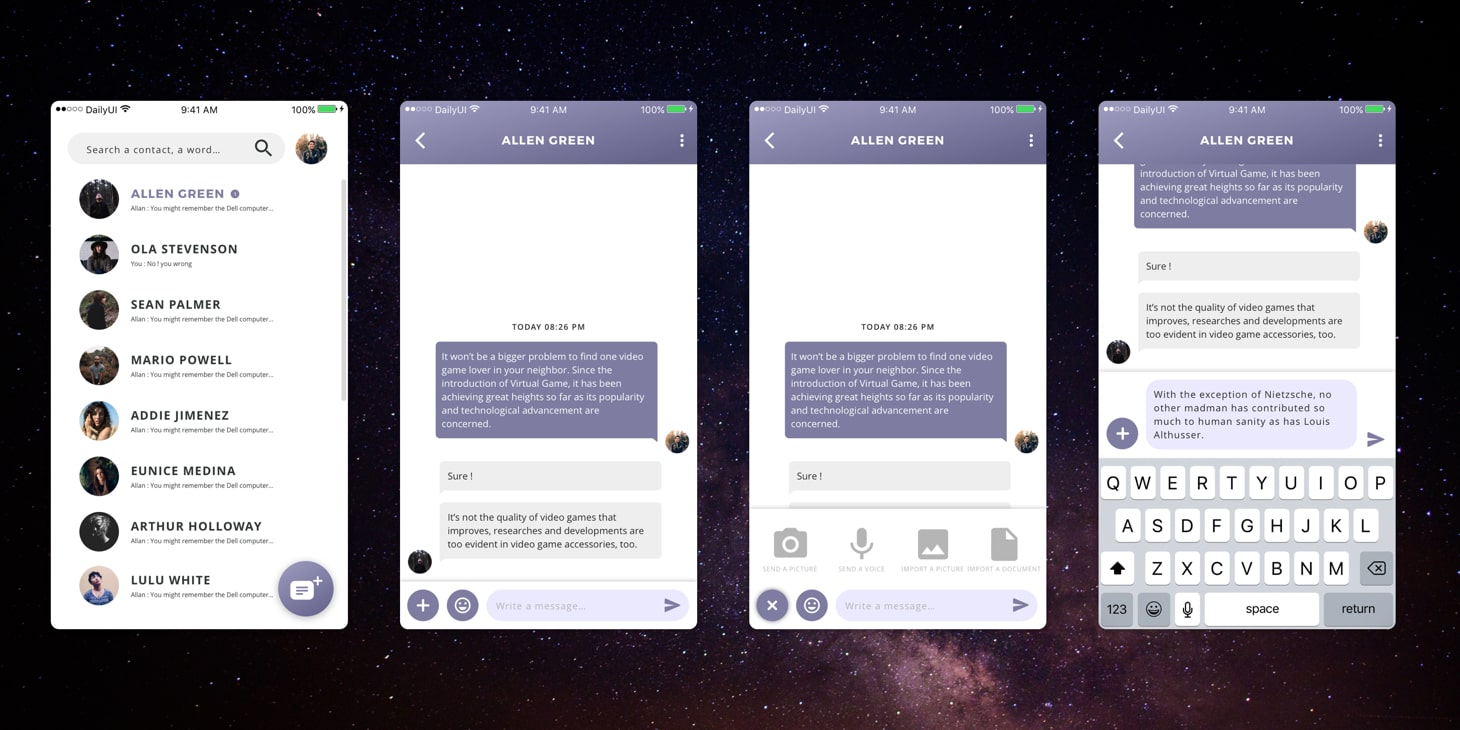 DailyUI 9:41 AM 100%
Search a contact, a word...
ALLEN GREEN
Allan : You might remember the Dell computer...
OLA STEVENSON
You : No ! you wrong
SEAN PALMER
Allan : You might remember the Dell computer...
MARIO POWELL
Allan : You might remember the Dell computer...
ADDIE JIMENEZ
Allan : You might remember the Dell computer...
EUNICE MEDINA
Allan : You might remember the Dell computer...
ARTHUR HOLLOWAY
Allan : You might remember the Dell computer...
LULU WHITE
Allan : You might remember the Dell computer...
DailyUI 9:41 AM 100%
ALLEN GREEN
TODAY 08:26 PM
It won't be a bigger problem to find one video
game lover in your neighbor. Since the
introduction of Virtual Game, it has been
achieving great heights so far as its popularity
and technological advancement are
concerned.
Sure !
It's not the quality of video games that
improves, researches and developments are
too evident in video game accessories, too.
Write a message...
DailyUI 9:41 AM 100%
ALLEN GREEN
TODAY 08:26 PM
It won't be a bigger problem to find one video
game lover in your neighbor. Since the
introduction of Virtual Game, it has been
achieving great heights so far as its popularity
and technological advancement are
concerned.
Sure !
SEND A PICTURE SEND A VOICE IMPORT A PICTURE IMPORT A DOCUMENT
Write a message...
DailyUI 9:41 AM 100%
ALLEN GREEN
introduction of Virtual Game, it has been
achieving great heights so far as its popularity
and technological advancement are
concerned.
Sure !
It's not the quality of video games that
improves, researches and developments are
too evident in video game accessories, too.
With the exception of Nietzsche, no
other madman has contributed so
much to human sanity as has Louis
Althusser.
Q W E R T Y U I O P
A S D F G H J K L
Z X C V B N M
123 space return